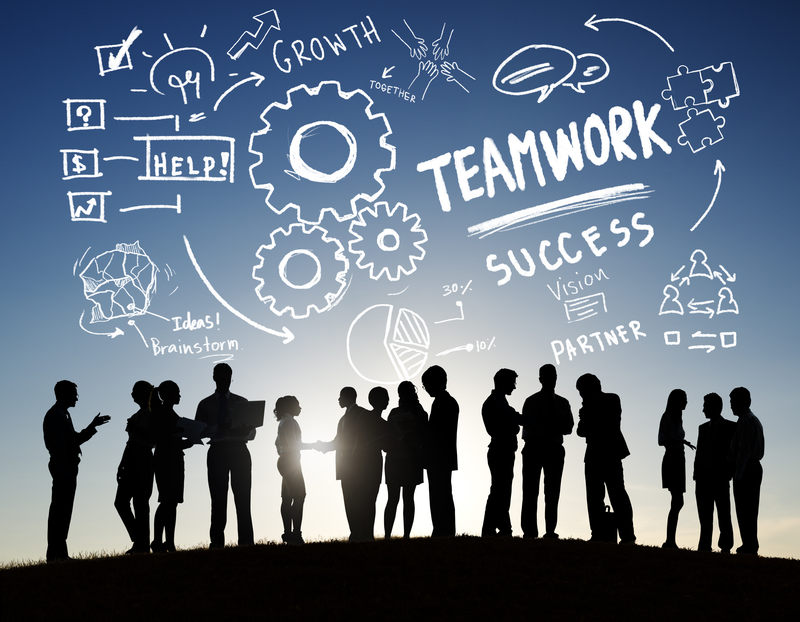 GROWTH
TOGETHER
?
HELP!
$
TEAMWORK
SUCCESS
Vision
PARTNER
Ideas!
Brainstorm
30%
10%